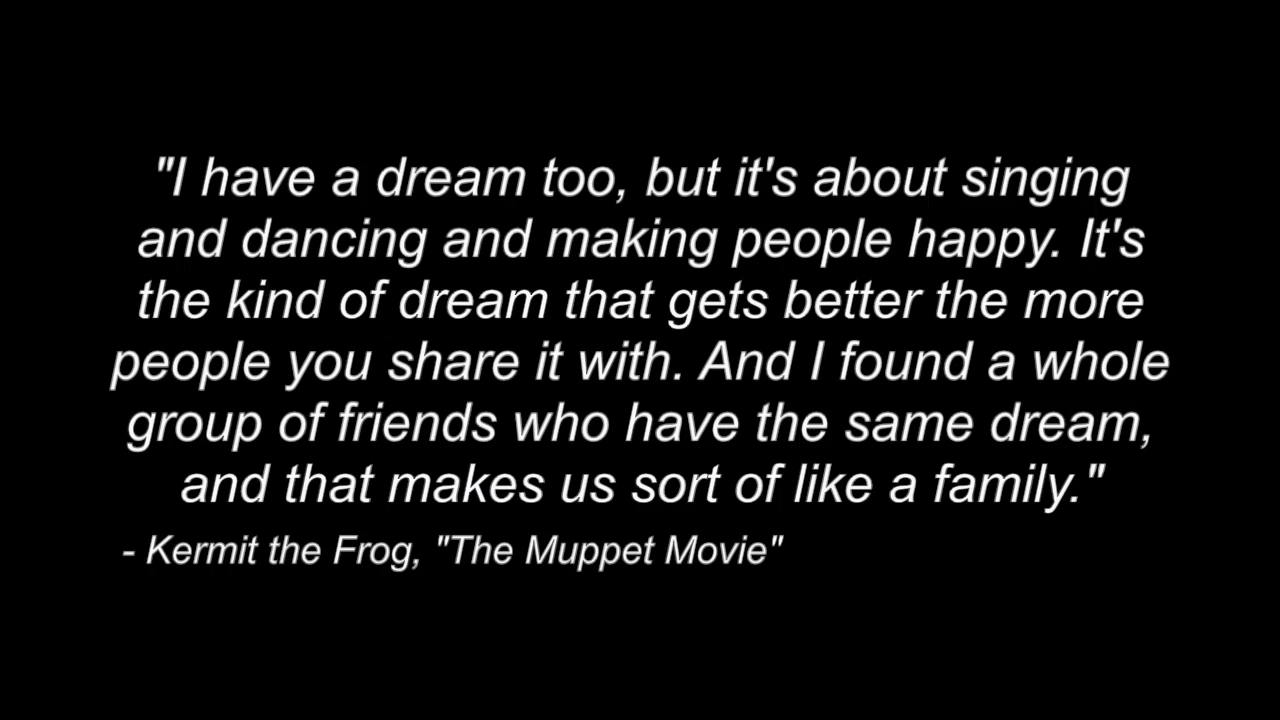 "I have a dream too, but it's about singing
and dancing and making people happy. It's
the kind of dream that gets better the more
people you share it with. And I found a whole
group of friends who have the same dream,
and that makes us sort of like a family."
- Kermit the Frog, "The Muppet Movie"